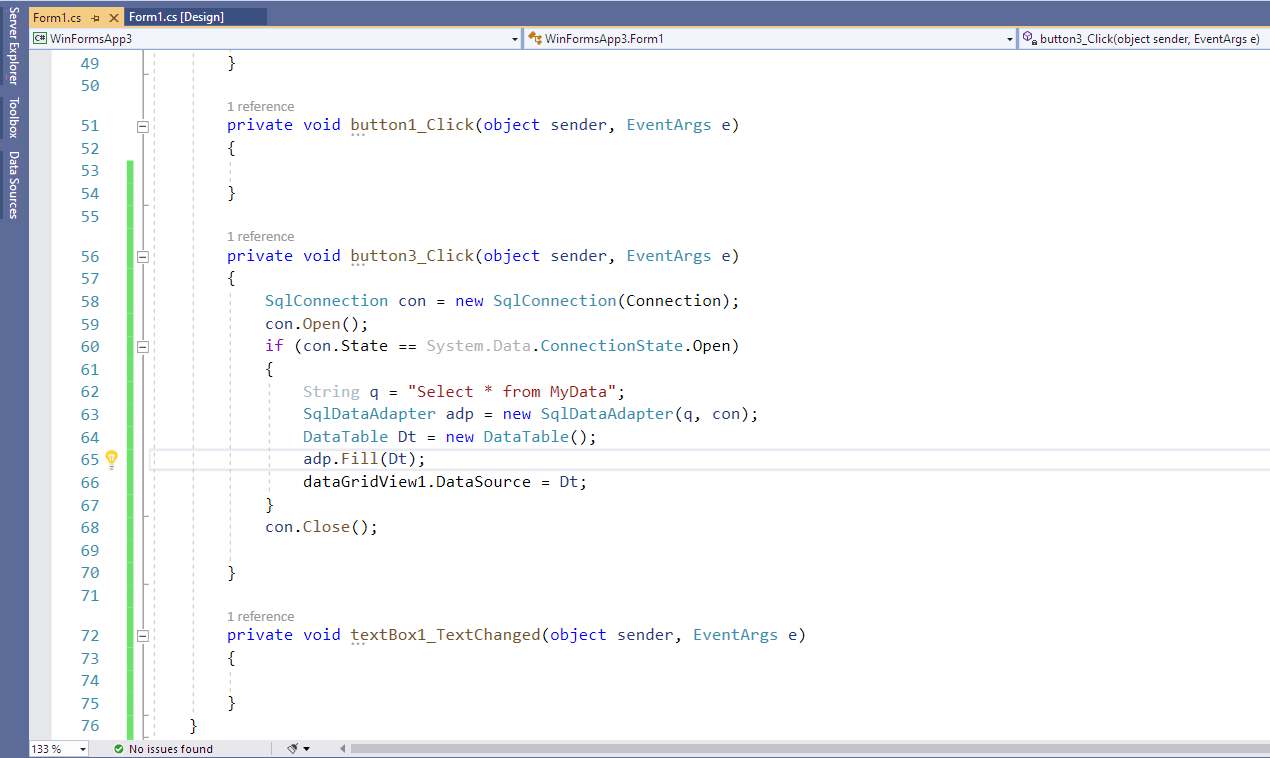 Form1.cs
Form1.cs [Design]
Server Explorer
Toolbox
Data Sources
C# WinFormsApp3
WinFormsApp3.Form1
button3_Click(object sender, EventArgs e)
49 }
50
1 reference
51 private void button1_Click(object sender, EventArgs e)
52 {
53
54 }
55
1 reference
56 private void button3_Click(object sender, EventArgs e)
57 {
58 SqlConnection con = new SqlConnection(Connection);
59 con.Open();
60 if (con.State == System.Data.ConnectionState.Open)
61 {
62 String q = "Select * from MyData";
63 SqlDataAdapter adp = new SqlDataAdapter(q, con);
64 DataTable Dt = new DataTable();
65 adp.Fill(Dt);
66 dataGridView1.DataSource = Dt;
67 }
68 con.Close();
69
70 }
71
1 reference
72 private void textBox1_TextChanged(object sender, EventArgs e)
73 {
74
75 }
76 }
133 %
No issues found